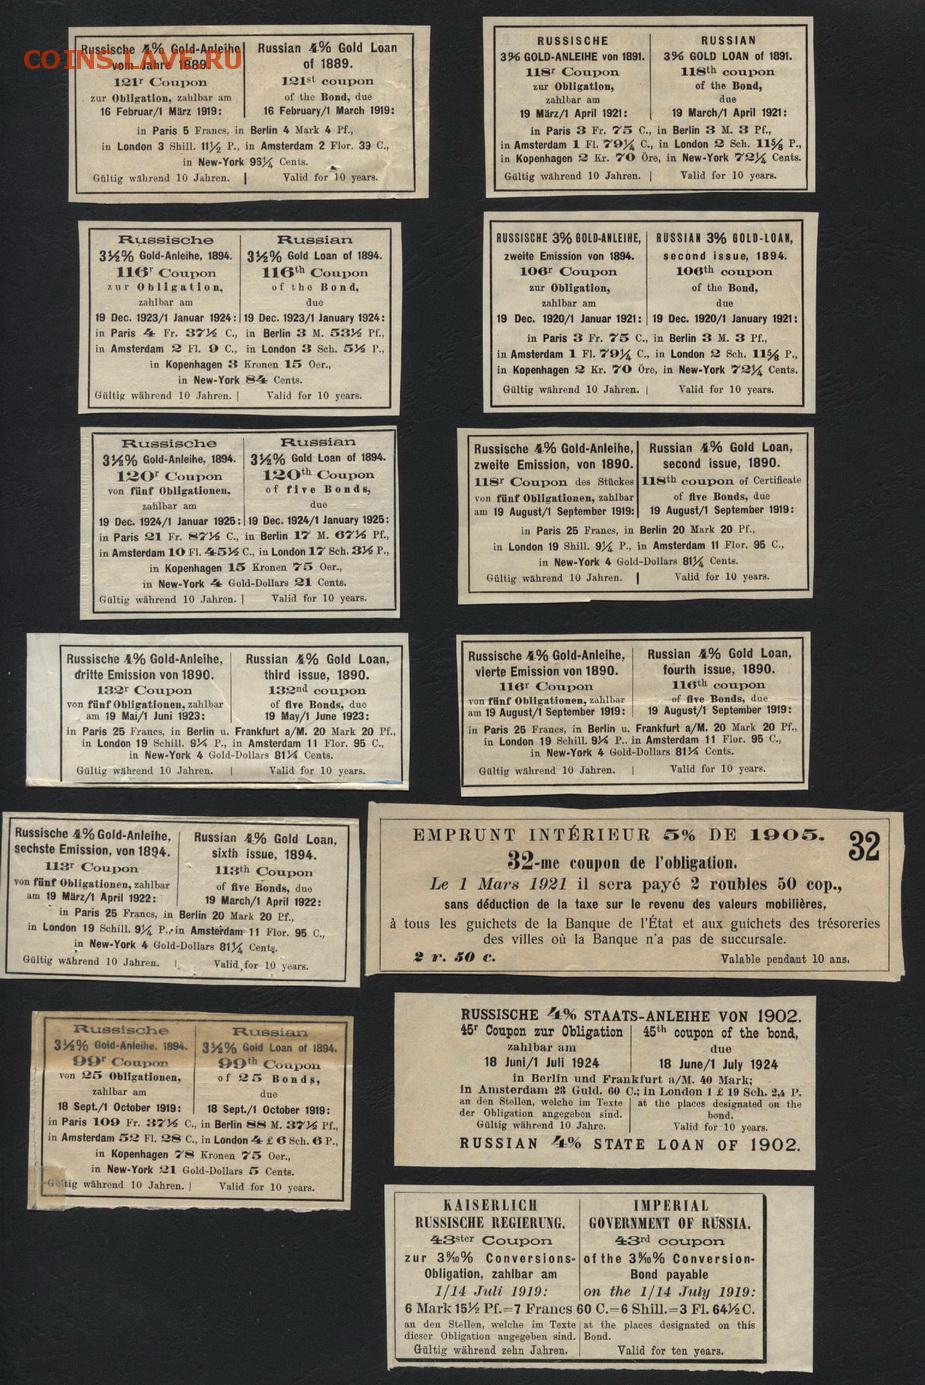 COINS.LAVE.RU
Russische 4% Gold-Anleihe
vom Jahre 1889.
121r Coupon
zur Obligation, zahlbar am
16 Februar/1 März 1919:
Russian 4% Gold Loan
of 1889.
121st coupon
of the Bond, due
16 February/1 March 1919:
in Paris 5 Francs, in Berlin 4 Mark 4 Pf.,
in London 3 Shill. 11½ P., in Amsterdam 2 Flor. 39 C.,
in New-York 96¼ Cents.
Gültig während 10 Jahren. | Valid for 10 years.
RUSSISCHE
3% GOLD-ANLEIHE von 1891.
118r Coupon
zur Obligation,
zahlbar am
19 März/1 April 1921:
RUSSIAN
3% GOLD LOAN of 1891.
118th coupon
of the Bond,
due
19 March/1 April 1921:
in Paris 3 Fr. 75 C., in Berlin 3 M. 3 Pf.,
in Amsterdam 1 Fl. 79¼ C., in London 2 Sch. 11⅝ P.,
in Kopenhagen 2 Kr. 70 Öre, in New-York 72¼ Cents.
Gültig während 10 Jahren. | Valid for 10 years.
Russische
3½% Gold-Anleihe, 1894.
116r Coupon
zur Obligation,
zahlbar am
19 Dec. 1923/1 Januar 1924:
Russian
3½% Gold Loan of 1894.
116th Coupon
of the Bond,
due
19 Dec. 1923/1 January 1924:
in Paris 4 Fr. 37½ C., in Berlin 3 M. 53½ Pf.,
in Amsterdam 2 Fl. 9 C., in London 3 Sch. 5½ P.,
in Kopenhagen 3 Kronen 15 Oer.,
in New-York 84 Cents.
Gültig während 10 Jahren. | Valid for 10 years.
RUSSISCHE 3% GOLD-ANLEIHE,
zweite Emission von 1894.
106r Coupon
zur Obligation,
zahlbar am
19 Dec. 1920/1 Januar 1921:
RUSSIAN 3% GOLD-LOAN,
second issue, 1894.
106th coupon
of the Bond,
due
19 Dec. 1920/1 January 1921:
in Paris 3 Fr. 75 C., in Berlin 3 M. 3 Pf.,
in Amsterdam 1 Fl. 79¼ C., in London 2 Sch. 11⅝ P.,
in Kopenhagen 2 Kr. 70 Öre, in New-York 72¼ Cents.
Gültig während 10 Jahren. | Valid for 10 years.
Russische
3½% Gold-Anleihe, 1894.
120r Coupon
von fünf Obligationen,
zahlbar am
19 Dec. 1924/1 Januar 1925:
Russian
3½% Gold Loan of 1894.
120th Coupon
of five Bonds,
due
19 Dec. 1924/1 January 1925:
in Paris 21 Fr. 87½ C., in Berlin 17 M. 67½ Pf.,
in Amsterdam 10 Fl. 45½ C., in London 17 Sch. 3½ P.,
in Kopenhagen 15 Kronen 75 Oer.,
in New-York 4 Gold-Dollars 21 Cents.
Gültig während 10 Jahren. | Valid for 10 years.
Russische 4% Gold-Anleihe,
zweite Emission, von 1890.
118r Coupon des Stückes
von fünf Obligationen, zahlbar
am 19 August/1 September 1919:
Russian 4% Gold Loan,
second issue, 1890.
118th coupon of Certificate
of five Bonds, due
19 August/1 September 1919:
in Paris 25 Francs, in Berlin 20 Mark 20 Pf.,
in London 19 Shill. 9¼ P., in Amsterdam 11 Flor. 95 C.,
in New-York 4 Gold-Dollars 81¼ Cents.
Gültig während 10 Jahren. | Valid for 10 years.
Russische 4% Gold-Anleihe,
dritte Emission von 1890.
132r Coupon
von fünf Obligationen, zahlbar
am 19 Mai/1 Juni 1923:
Russian 4% Gold Loan,
third issue, 1890.
132nd coupon
of five Bonds, due
19 May/1 June 1923:
in Paris 25 Francs, in Berlin u. Frankfurt a/M. 20 Mark 20 Pf.,
in London 19 Schill. 9¼ P., in Amsterdam 11 Flor. 95 C.,
in New-York 4 Gold-Dollars 81¼ Cents.
Gültig während 10 Jahren. | Valid for 10 years.
Russische 4% Gold-Anleihe,
vierte Emission von 1890.
116r Coupon
von fünf Obligationen, zahlbar
am 19 August/1 September 1919:
Russian 4% Gold Loan,
fourth issue, 1890.
116th coupon
of five Bonds, due
19 August/1 September 1919:
in Paris 25 Francs, in Berlin u. Frankfurt a/M. 20 Mark 20 Pf.,
in London 19 Schill. 9¼ P., in Amsterdam 11 Flor. 95 C.,
in New-York 4 Gold-Dollars 81¼ Cents.
Gültig während 10 Jahren. | Valid for 10 years.
Russische 4% Gold-Anleihe,
sechste Emission, von 1894.
113r Coupon
von fünf Obligationen, zahlbar
am 19 März/1 April 1922:
Russian 4% Gold Loan,
sixth issue, 1894.
113th Coupon
of five Bonds, due
19 March/1 April 1922:
in Paris 25 Francs, in Berlin 20 Mark 20 Pf.,
in London 19 Schill. 9¼ P., in Amsterdam 11 Flor. 95 C.,
in New-York 4 Gold-Dollars 81¼ Cents.
Gültig während 10 Jahren. | Valid for 10 years.
EMPRUNT INTÉRIEUR 5% DE 1905. 32
32-me coupon de l'obligation.
Le 1 Mars 1921 il sera payé 2 roubles 50 cop.,
sans déduction de la taxe sur le revenu des valeurs mobilières,
à tous les guichets de la Banque de l'État et aux guichets des trésoreries
des villes où la Banque n'a pas de succursale.
2 r. 50 c. Valable pendant 10 ans.
Russische
3½% Gold-Anleihe, 1894.
99r Coupon
von 25 Obligationen,
zahlbar am
18 Sept./1 October 1919:
Russian
3½% Gold Loan of 1894.
99th Coupon
of 25 Bonds,
due
18 Sept./1 October 1919:
in Paris 109 Fr. 37½ C., in Berlin 88 M. 37½ Pf.,
in Amsterdam 52 Fl. 28 C., in London 4 £ 6 Sch. 6 P.,
in Kopenhagen 78 Kronen 75 Oer.,
in New-York 21 Gold-Dollars 5 Cents.
Gültig während 10 Jahren. | Valid for 10 years.
RUSSISCHE 4% STAATS-ANLEIHE VON 1902.
45r Coupon zur Obligation
zahlbar am
18 Juni/1 Juli 1924
45th coupon of the bond,
due
18 June/1 July 1924
in Berlin und Frankfurt a/M. 40 Mark;
in Amsterdam 23 Guld. 60 C.; in London 1 £ 19 Sch. 2,4 P.
an den Stellen, welche im Texte
der Obligation angegeben sind.
Gültig während 10 Jahre.
at the places designated on the
bond.
Valid for 10 years.
RUSSIAN 4% STATE LOAN OF 1902.
KAISERLICH
RUSSISCHE REGIERUNG.
43ster Coupon
zur 3⁸⁄₁₀% Conversions-
Obligation, zahlbar am
1/14 Juli 1919:
IMPERIAL
GOVERNMENT OF RUSSIA.
43rd coupon
of the 3⁸⁄₁₀% Conversion-
Bond payable
on the 1/14 July 1919:
6 Mark 15½ Pf.=7 Francs 60 C.=6 Shill.=3 Fl. 64½ C.
an den Stellen, welche im Texte
dieser Obligation angegeben sind.
Gültig während zehn Jahren.
at the places designated on this
Bond.
Valid for ten years.